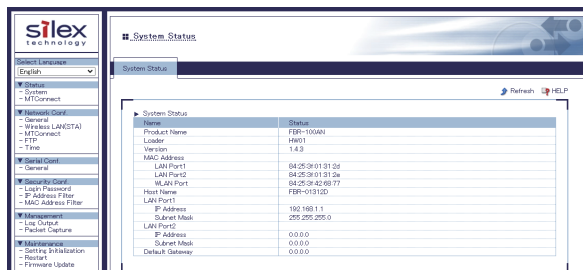 silex
technology
Select Language
English
▼ Status
- System
- MTConnect
▼ Network Conf.
- General
- Wireless LAN(STA)
- MTConnect
- FTP
- Time
▼ Serial Conf.
- General
▼ Security Conf.
- Login Password
- IP Address Filter
- MAC Address Filter
▼ Management
- Log Output
- Packet Capture
▼ Maintenance
- Setting Initialization
- Restart
- Firmware Update
System Status
System Status
Refresh HELP
► System Status
Name Status
Product Name FBR-100AN
Loader HW01
Version 1.4.3
MAC Address
LAN Port1 84:25:3f:01:31:2d
LAN Port2 84:25:3f:01:31:2e
WLAN Port 84:25:3f:42:68:77
Host Name FBR-01312D
LAN Port1
IP Address 192.168.1.1
Subnet Mask 255.255.255.0
LAN Port2
IP Address 0.0.0.0
Subnet Mask 0.0.0.0
Default Gateway 0.0.0.0